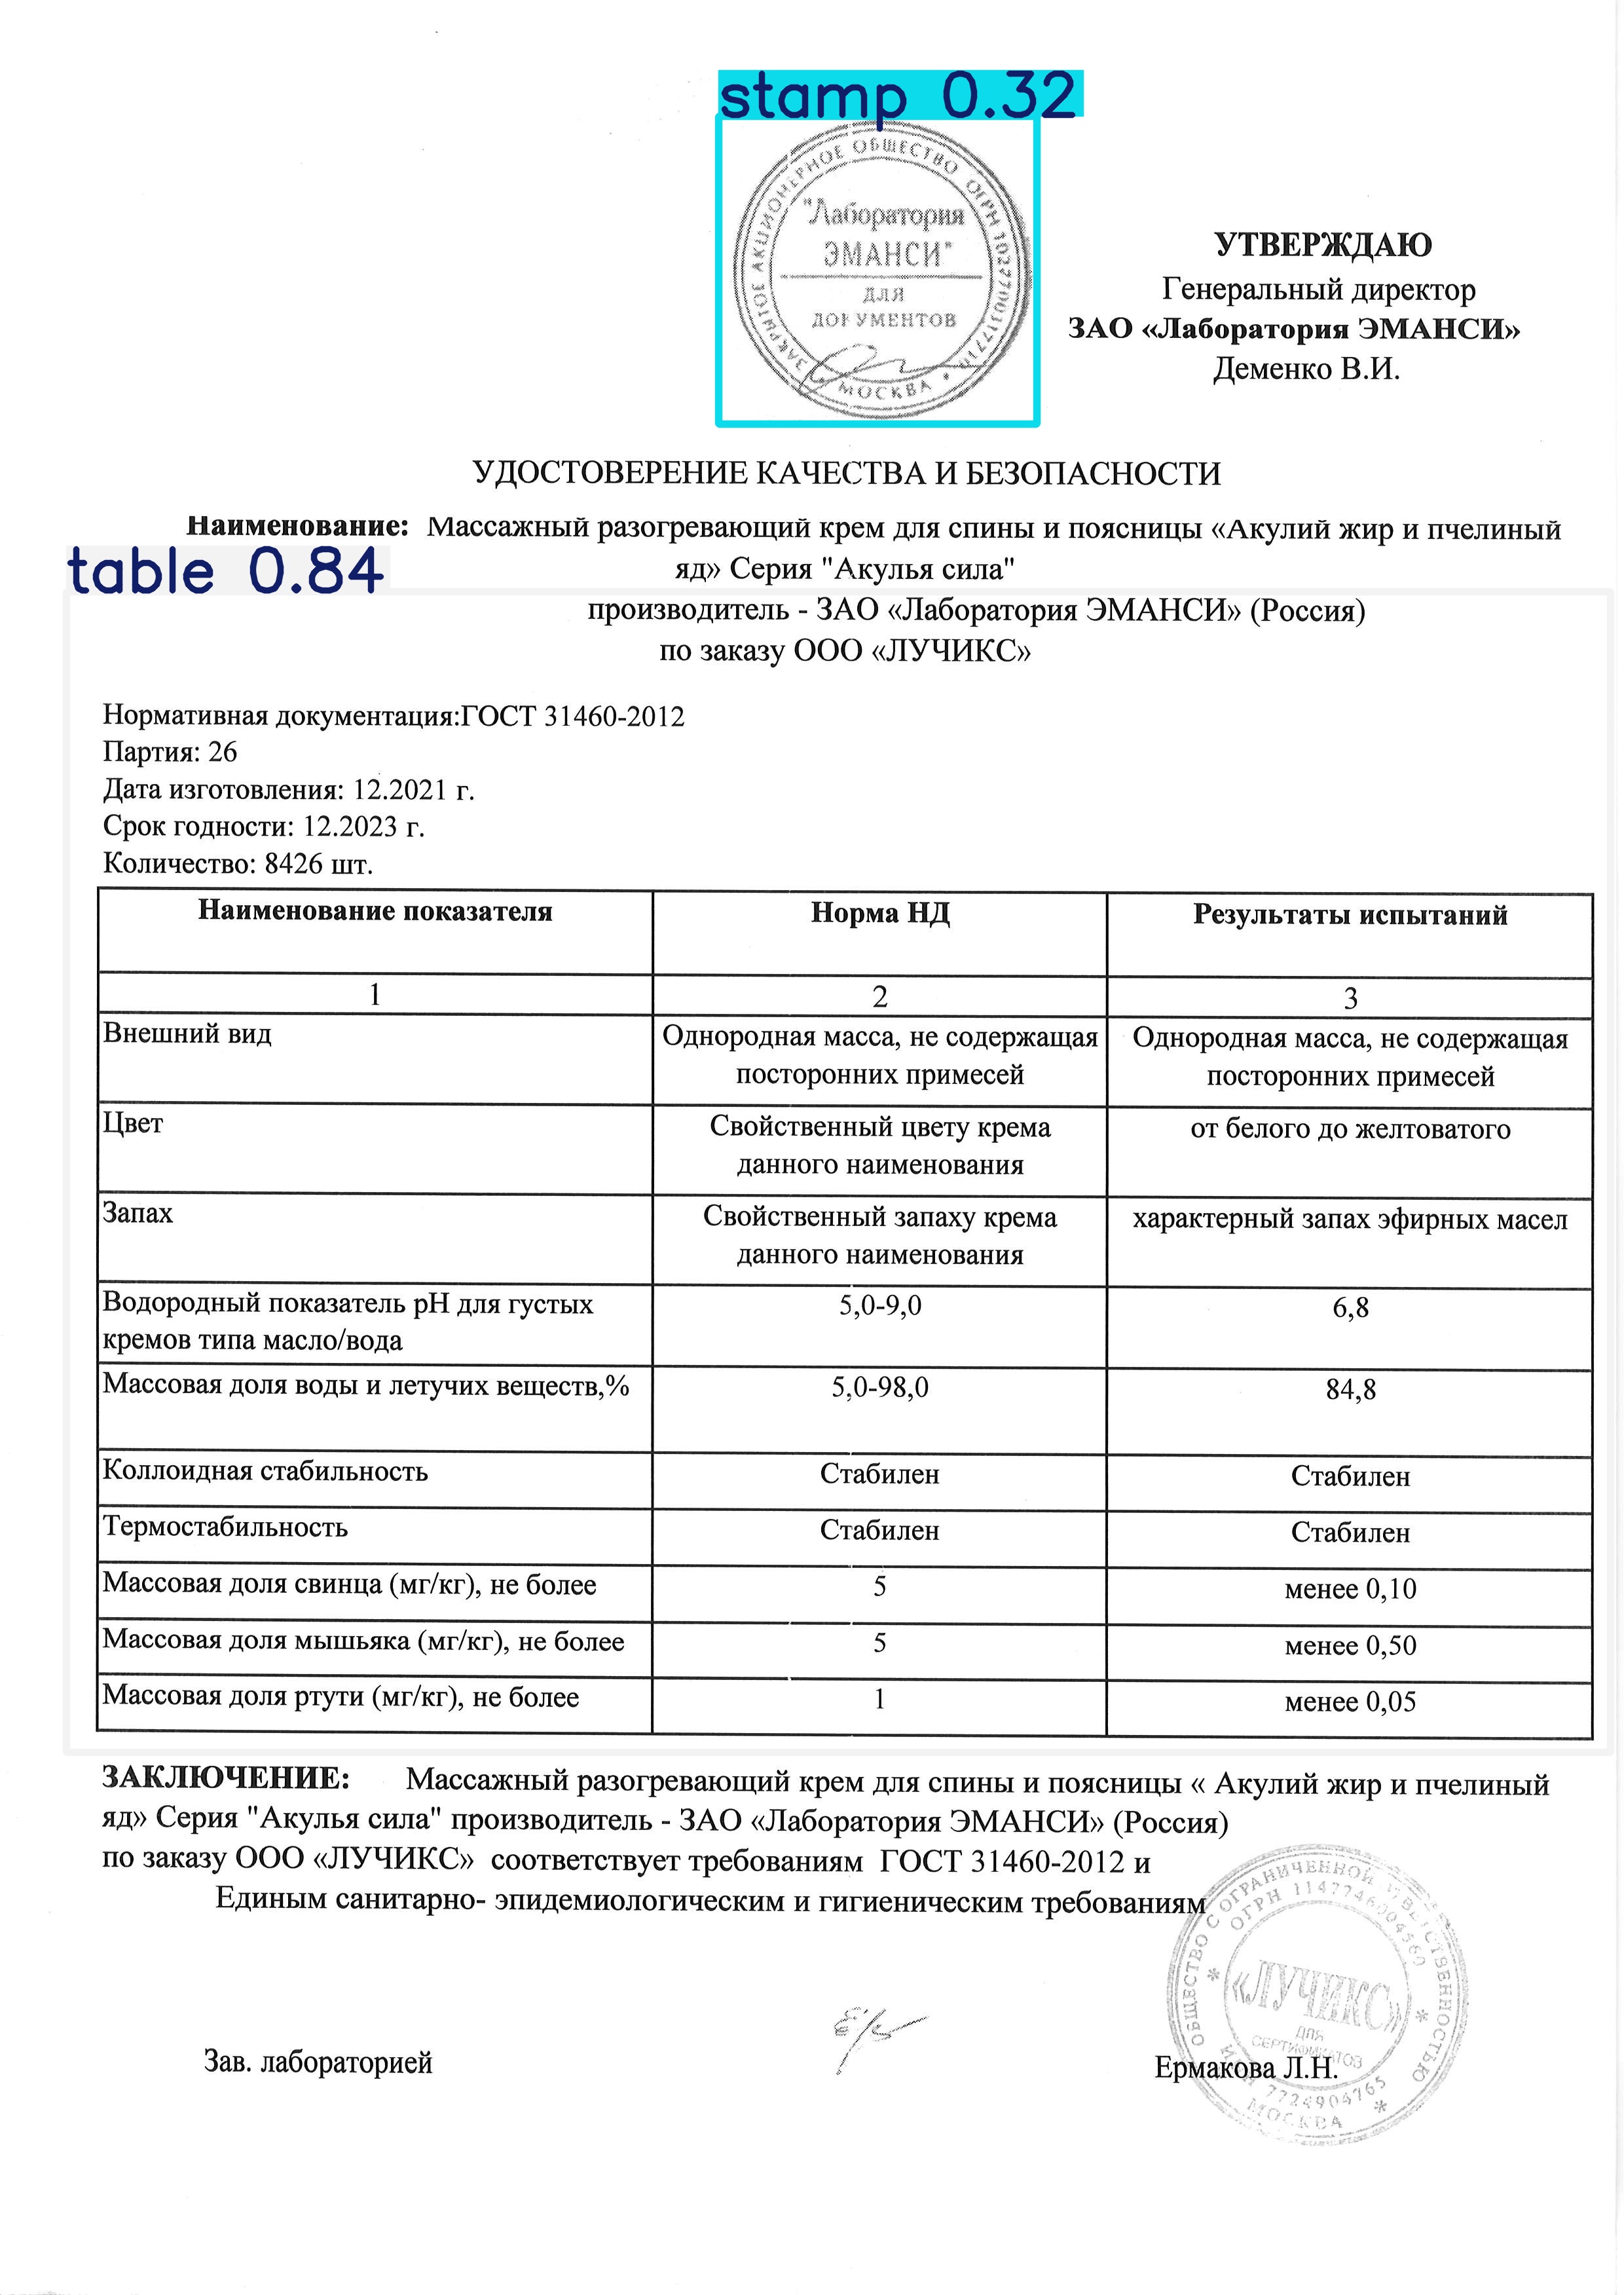 stamp 0.32
ЗАКРЫТОЕ АКЦИОНЕРНОЕ ОБЩЕСТВО ОГРН 1027700317710 • МОСКВА •
"Лаборатория
ЭМАНСИ"
ДЛЯ
ДОКУМЕНТОВ
УТВЕРЖДАЮ
Генеральный директор
ЗАО «Лаборатория ЭМАНСИ»
Деменко В.И.
УДОСТОВЕРЕНИЕ КАЧЕСТВА И БЕЗОПАСНОСТИ
Наименование: Массажный разогревающий крем для спины и поясницы «Акулий жир и пчелиный
яд» Серия "Акулья сила"
table 0.84
производитель - ЗАО «Лаборатория ЭМАНСИ» (Россия)
по заказу ООО «ЛУЧИКС»
Нормативная документация:ГОСТ 31460-2012
Партия: 26
Дата изготовления: 12.2021 г.
Срок годности: 12.2023 г.
Количество: 8426 шт.
Наименование показателя Норма НД Результаты испытаний
1 2 3
Внешний вид Однородная масса, не содержащая Однородная масса, не содержащая
посторонних примесей посторонних примесей
Цвет Свойственный цвету крема от белого до желтоватого
данного наименования
Запах Свойственный запаху крема характерный запах эфирных масел
данного наименования
Водородный показатель pH для густых 5,0-9,0 6,8
кремов типа масло/вода
Массовая доля воды и летучих веществ,% 5,0-98,0 84,8
Коллоидная стабильность Стабилен Стабилен
Термостабильность Стабилен Стабилен
Массовая доля свинца (мг/кг), не более 5 менее 0,10
Массовая доля мышьяка (мг/кг), не более 5 менее 0,50
Массовая доля ртути (мг/кг), не более 1 менее 0,05
ЗАКЛЮЧЕНИЕ: Массажный разогревающий крем для спины и поясницы « Акулий жир и пчелиный
яд» Серия "Акулья сила" производитель - ЗАО «Лаборатория ЭМАНСИ» (Россия)
по заказу ООО «ЛУЧИКС» соответствует требованиям ГОСТ 31460-2012 и
Единым санитарно- эпидемиологическим и гигиеническим требованиям
ОБЩЕСТВО С ОГРАНИЧЕННОЙ ОТВЕТСТВЕННОСТЬЮ
ОГРН 1147746004560
«ЛУЧИКС»
ДЛЯ
СЕРТИФИКАТОВ
ИНН 7724904765
* МОСКВА *
Зав. лабораторией Ермакова Л.Н.